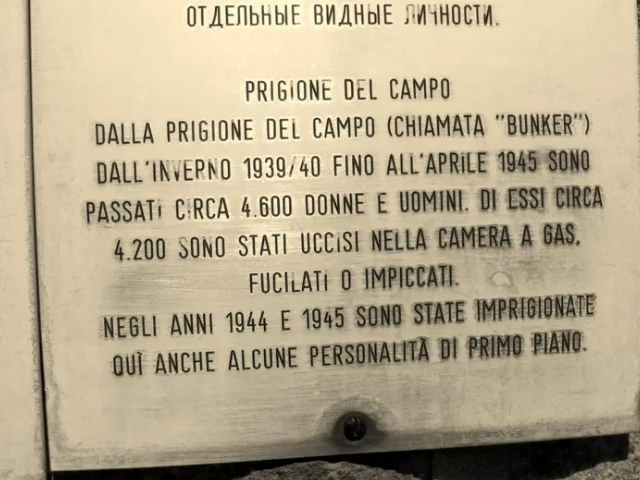 ОТДЕЛЬНЫЕ ВИДНЫЕ ЛИЧНОСТИ.
PRIGIONE DEL CAMPO
DALLA PRIGIONE DEL CAMPO (CHIAMATA "BUNKER")
DALL'INVERNO 1939/40 FINO ALL'APRILE 1945 SONO
PASSATI CIRCA 4.600 DONNE E UOMINI. DI ESSI CIRCA
4.200 SONO STATI UCCISI NELLA CAMERA A GAS,
FUCILATI O IMPICCATI.
NEGLI ANNI 1944 E 1945 SONO STATE IMPRIGIONATE
QUÌ ANCHE ALCUNE PERSONALITÀ DI PRIMO PIANO.